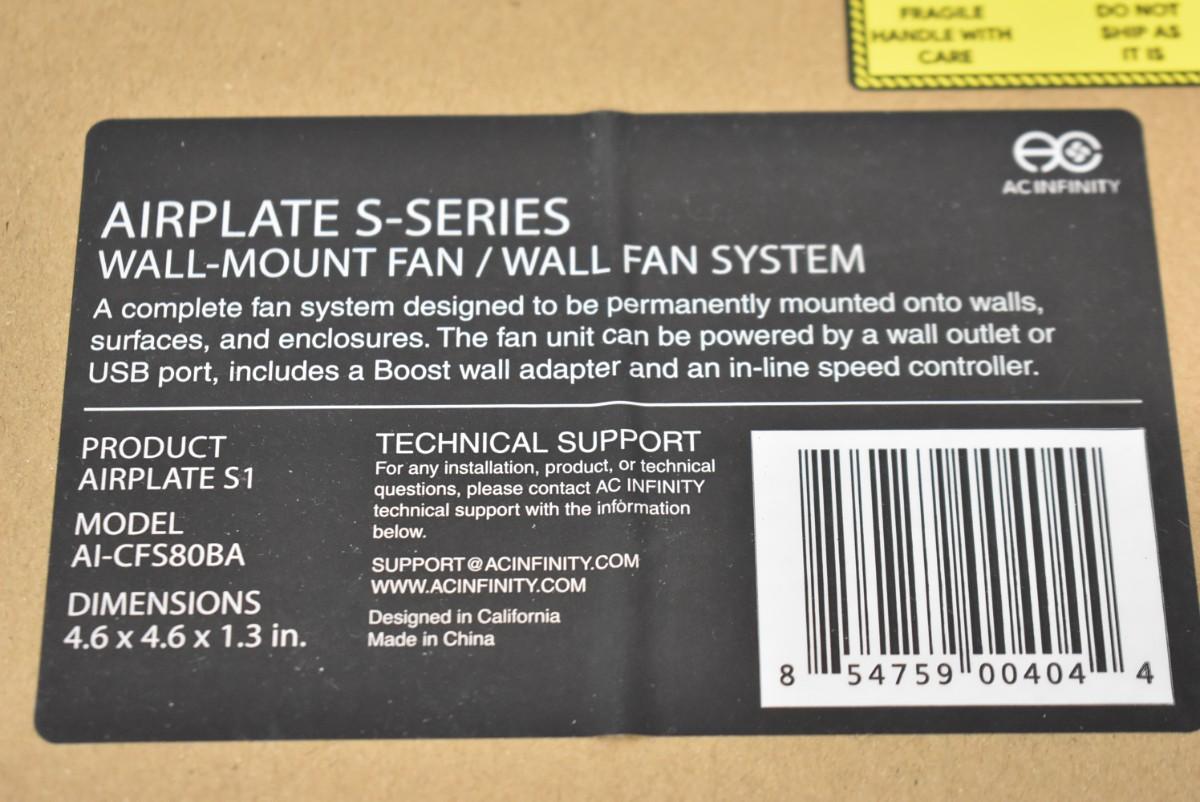 FRAGILE
HANDLE WITH
CARE
DO NOT
SHIP AS
IT IS
AC INFINITY
AIRPLATE S-SERIES
WALL-MOUNT FAN / WALL FAN SYSTEM
A complete fan system designed to be permanently mounted onto walls,
surfaces, and enclosures. The fan unit can be powered by a wall outlet or
USB port, includes a Boost wall adapter and an in-line speed controller.
PRODUCT
AIRPLATE S1
MODEL
AI-CFS80BA
DIMENSIONS
4.6 x 4.6 x 1.3 in.
TECHNICAL SUPPORT
For any installation, product, or technical
questions, please contact AC INFINITY
technical support with the information
below.
SUPPORT@ACINFINITY.COM
WWW.ACINFINITY.COM
Designed in California
Made in China
8 54759 00404 4